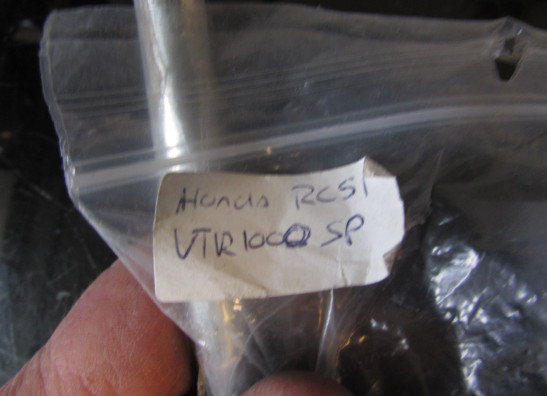 Honda RC51
VTR1000 SP